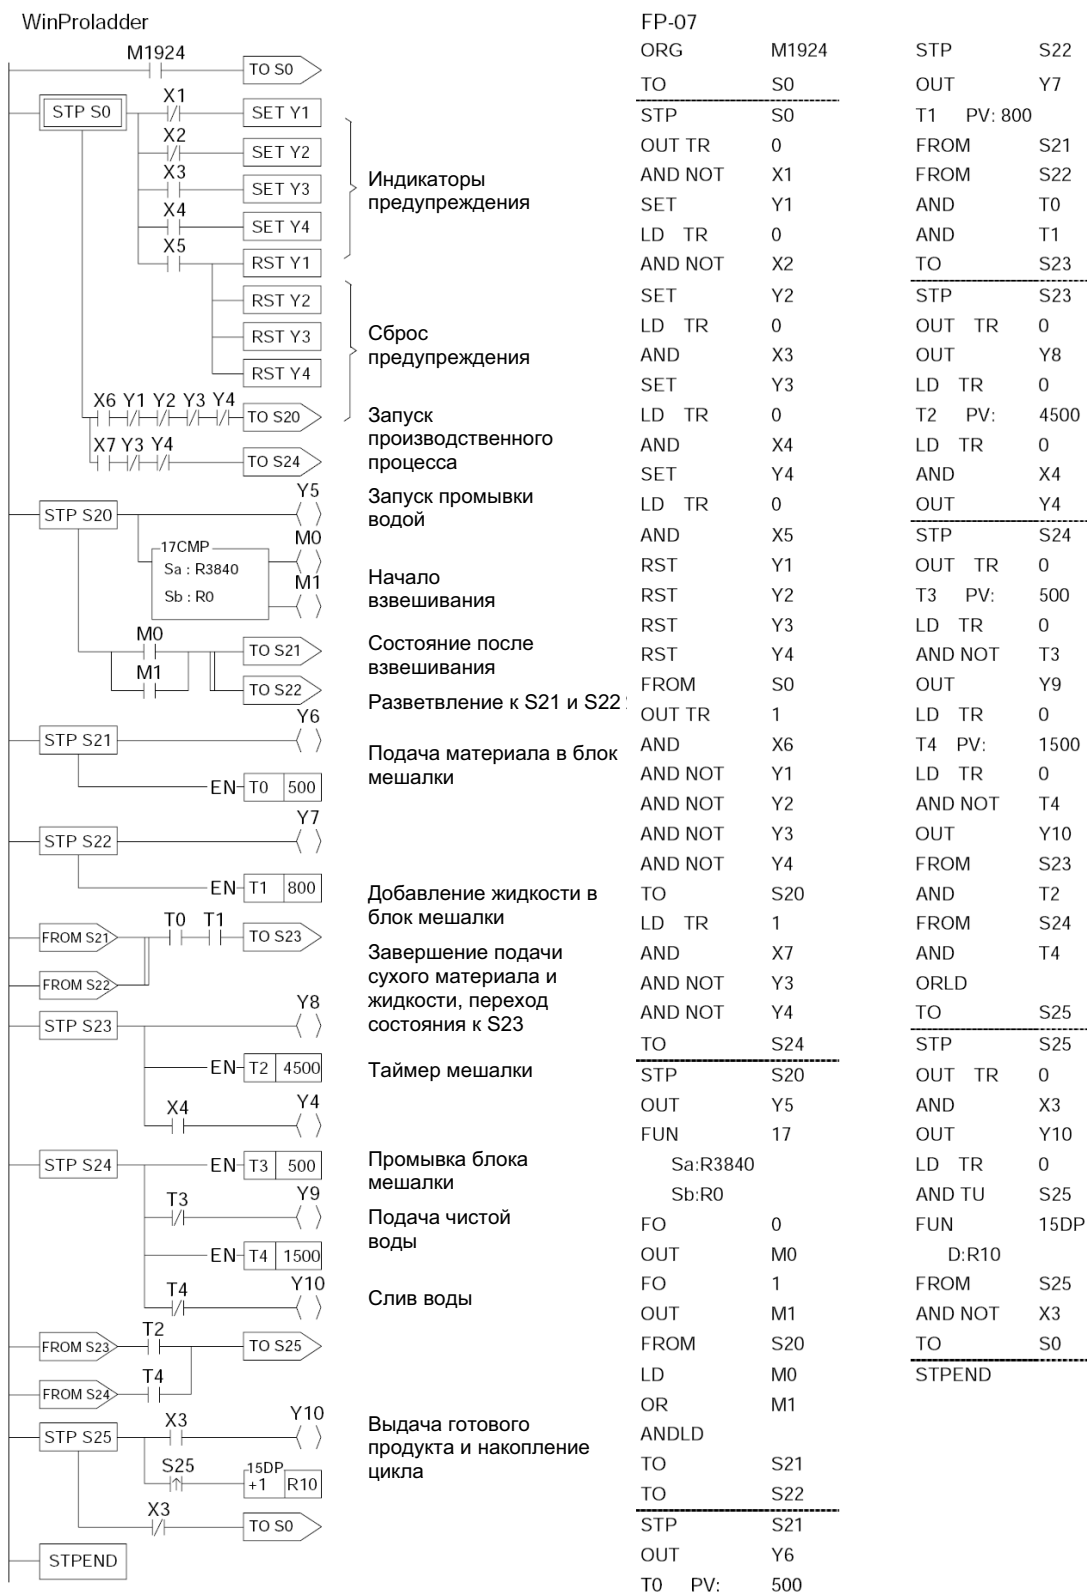 WinProladder
M1924
TO S0
STP S0
X1
SET Y1
X2
SET Y2
X3
SET Y3
X4
SET Y4
X5
RST Y1
RST Y2
RST Y3
RST Y4
Индикаторы
предупреждения
Сброс
предупреждения
X6 Y1 Y2 Y3 Y4
TO S20
X7 Y3 Y4
TO S24
Запуск
производственного
процесса
Запуск промывки
водой
STP S20
Y5
17CMP
Sa : R3840
Sb : R0
M0
M1
Начало
взвешивания
M0
TO S21
M1
TO S22
Состояние после
взвешивания
Разветвление к S21 и S22
STP S21
Y6
EN T0 500
Подача материала в блок
мешалки
STP S22
Y7
EN T1 800
Добавление жидкости в
блок мешалки
FROM S21
T0 T1
TO S23
FROM S22
Завершение подачи
сухого материала и
жидкости, переход
состояния к S23
STP S23
Y8
EN T2 4500
Таймер мешалки
X4
Y4
STP S24
EN T3 500
Промывка блока
мешалки
T3
Y9
Подача чистой
воды
EN T4 1500
T4
Y10
Слив воды
FROM S23
T2
TO S25
FROM S24
T4
STP S25
X3
Y10
S25
15DP
+1 R10
Выдача готового
продукта и накопление
цикла
X3
TO S0
STPEND
FP-07
ORG M1924
TO S0
STP S0
OUT TR 0
AND NOT X1
SET Y1
LD TR 0
AND NOT X2
SET Y2
LD TR 0
AND X3
SET Y3
LD TR 0
AND X4
SET Y4
LD TR 0
AND X5
RST Y1
RST Y2
RST Y3
RST Y4
FROM S0
OUT TR 1
AND X6
AND NOT Y1
AND NOT Y2
AND NOT Y3
AND NOT Y4
TO S20
LD TR 1
AND X7
AND NOT Y3
AND NOT Y4
TO S24
STP S20
OUT Y5
FUN 17
Sa:R3840
Sb:R0
FO 0
OUT M0
FO 1
OUT M1
FROM S20
LD M0
OR M1
ANDLD
TO S21
TO S22
STP S21
OUT Y6
T0 PV: 500
STP S22
OUT Y7
T1 PV: 800
FROM S21
FROM S22
AND T0
AND T1
TO S23
STP S23
OUT TR 0
OUT Y8
LD TR 0
T2 PV: 4500
LD TR 0
AND X4
OUT Y4
STP S24
OUT TR 0
T3 PV: 500
LD TR 0
AND NOT T3
OUT Y9
LD TR 0
T4 PV: 1500
LD TR 0
AND NOT T4
OUT Y10
FROM S23
AND T2
FROM S24
AND T4
ORLD
TO S25
STP S25
OUT TR 0
AND X3
OUT Y10
LD TR 0
AND TU S25
FUN 15DP
D:R10
FROM S25
AND NOT X3
TO S0
STPEND